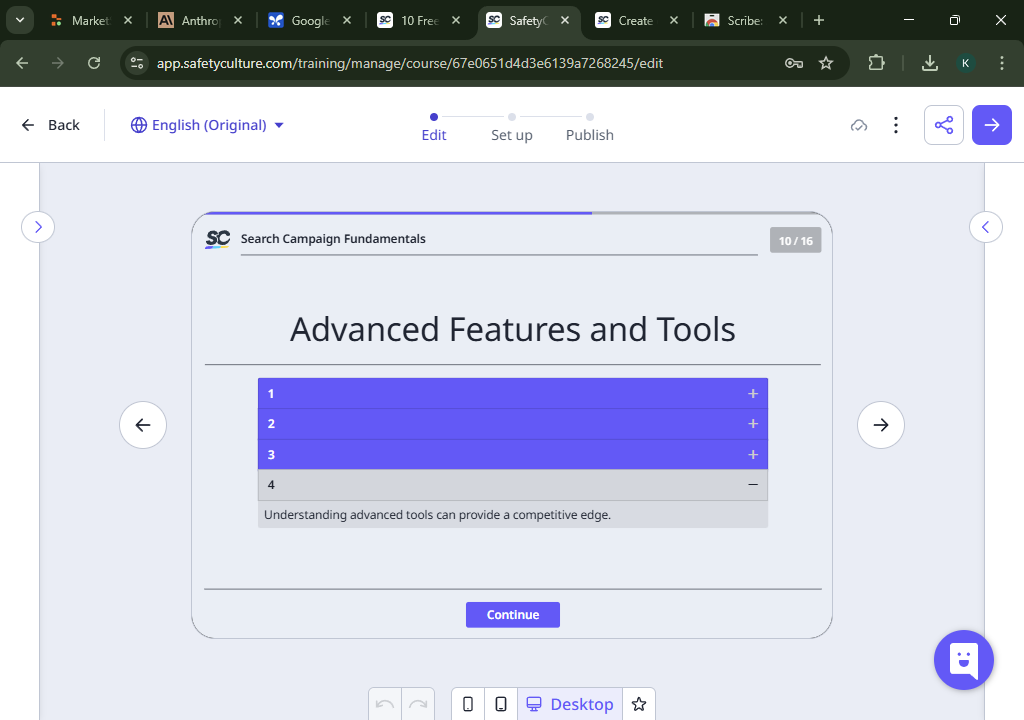 Market
Anthro
Google
10 Free
SafetyC
Create
Scribe:
app.safetyculture.com/training/manage/course/67e0651d4d3e6139a7268245/edit
K
Back
English (Original)
Edit
Set up
Publish
SC
Search Campaign Fundamentals
10 / 16
Advanced Features and Tools
1
2
3
4
Understanding advanced tools can provide a competitive edge.
Continue
Desktop